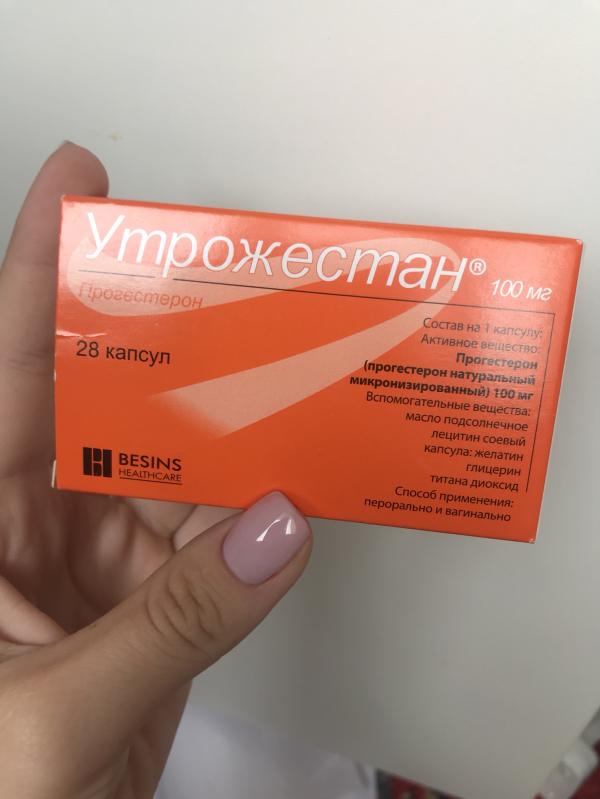 Утрожестан® 100 мг
Прогестерон
28 капсул
Состав на 1 капсулу:
Активное вещество:
Прогестерон
(прогестерон натуральный
микронизированный) 100 мг
Вспомогательные вещества:
масло подсолнечное
лецитин соевый
капсула: желатин
глицерин
титана диоксид
Способ применения:
перорально и вагинально
BESINS
HEALTHCARE